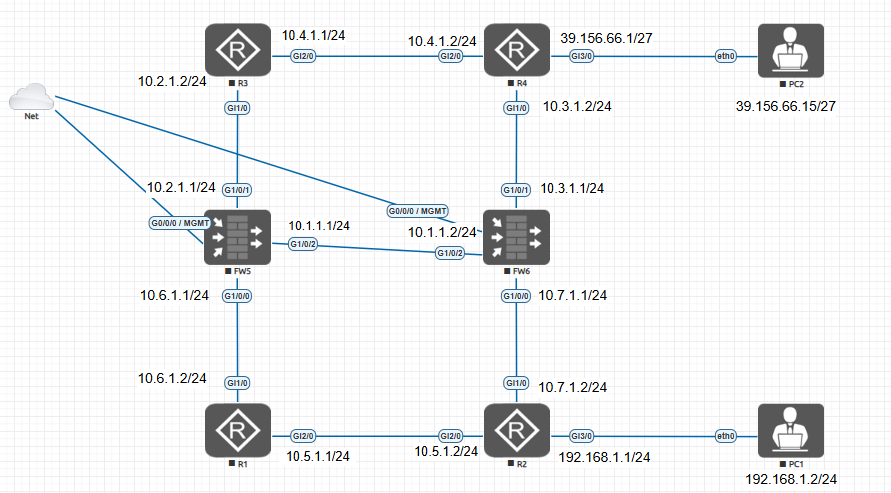 10.4.1.1/24
10.4.1.2/24
39.156.66.1/27
R
GI2/0
GI2/0
R
GI3/0
eth0
R3
R4
PC2
10.2.1.2/24
Net
GI1/0
GI1/0
10.3.1.2/24
39.156.66.15/27
10.2.1.1/24
G1/0/1
G1/0/1
10.3.1.1/24
G0/0/0 / MGMT
G0/0/0 / MGMT
10.1.1.1/24
10.1.1.2/24
G1/0/2
G1/0/2
FW5
FW6
10.6.1.1/24
G1/0/0
G1/0/0
10.7.1.1/24
10.6.1.2/24
GI1/0
GI1/0
10.7.1.2/24
R
GI2/0
GI2/0
R
GI3/0
eth0
R1
10.5.1.1/24
10.5.1.2/24
R2
192.168.1.1/24
PC1
192.168.1.2/24